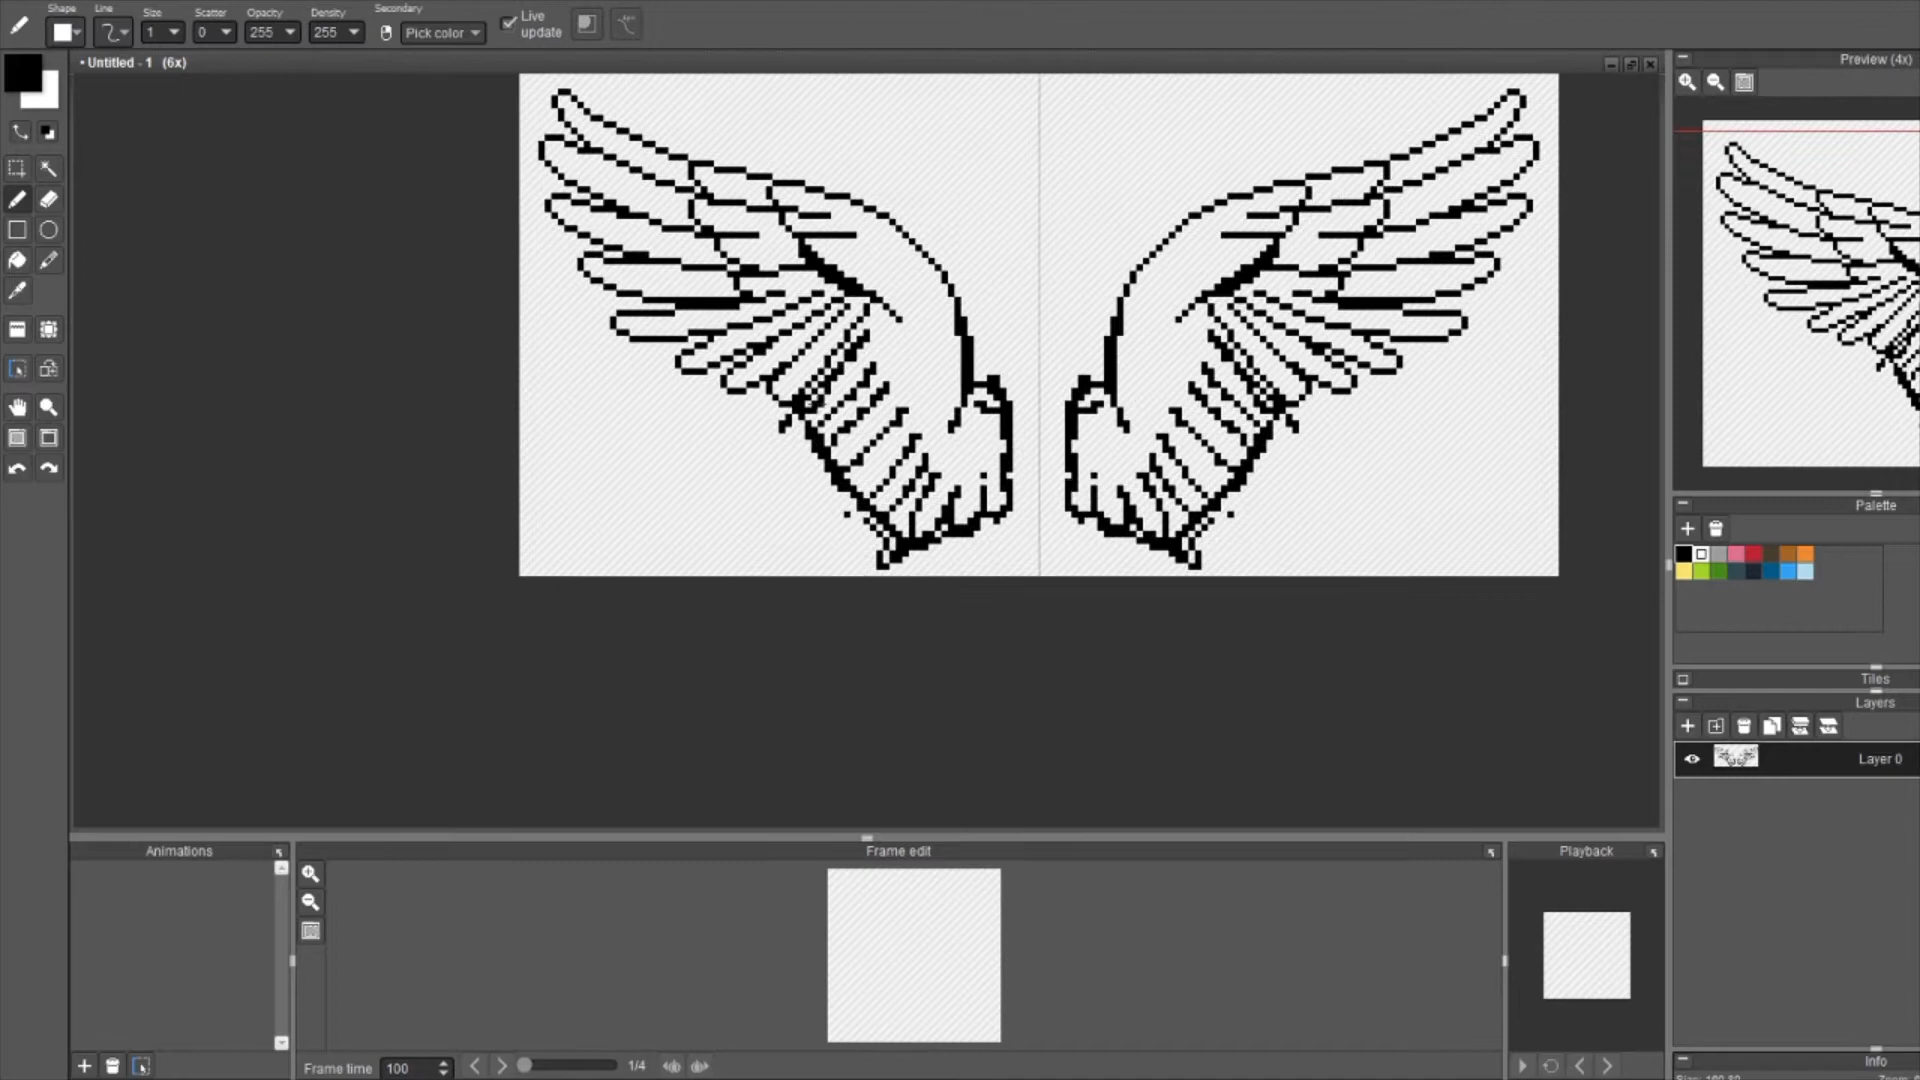 Shape Line Size Scatter Opacity Density Secondary
1 0 255 255 Pick color Live update
• Untitled - 1 (6x)
Preview (4x)
Palette
Tiles
Layers
Layer 0
Animations
Frame edit
Playback
Frame time 100 1/4
Info